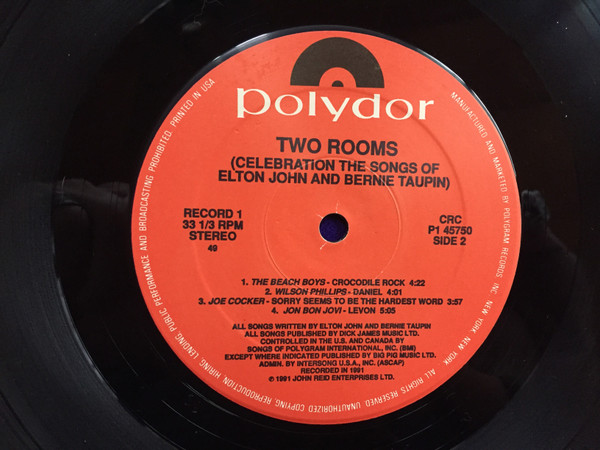 polydor
TWO ROOMS
(CELEBRATION THE SONGS OF
ELTON JOHN AND BERNIE TAUPIN)
RECORD 1
33 1/3 RPM
STEREO
49
CRC
P1 45750
SIDE 2
1. THE BEACH BOYS - CROCODILE ROCK 4:22
2. WILSON PHILLIPS - DANIEL 4:01
3. JOE COCKER - SORRY SEEMS TO BE THE HARDEST WORD 3:57
4. JON BON JOVI - LEVON 5:05
ALL SONGS WRITTEN BY ELTON JOHN AND BERNIE TAUPIN
ALL SONGS PUBLISHED BY DICK JAMES MUSIC LTD.
CONTROLLED IN THE U.S. AND CANADA BY
SONGS OF POLYGRAM INTERNATIONAL, INC. (BMI)
EXCEPT WHERE INDICATED PUBLISHED BY BIG PIG MUSIC LTD.
ADMIN. BY INTERSONG U.S.A., INC. (ASCAP)
RECORDED IN 1991
℗ 1991 JOHN REID ENTERPRISES LTD.
MANUFACTURED AND MARKETED BY POLYGRAM RECORDS INC. NEW YORK, NEW YORK. ALL RIGHTS RESERVED. UNAUTHORIZED COPYING, REPRODUCTION, HIRING, LENDING, PUBLIC PERFORMANCE AND BROADCASTING PROHIBITED. PRINTED IN USA